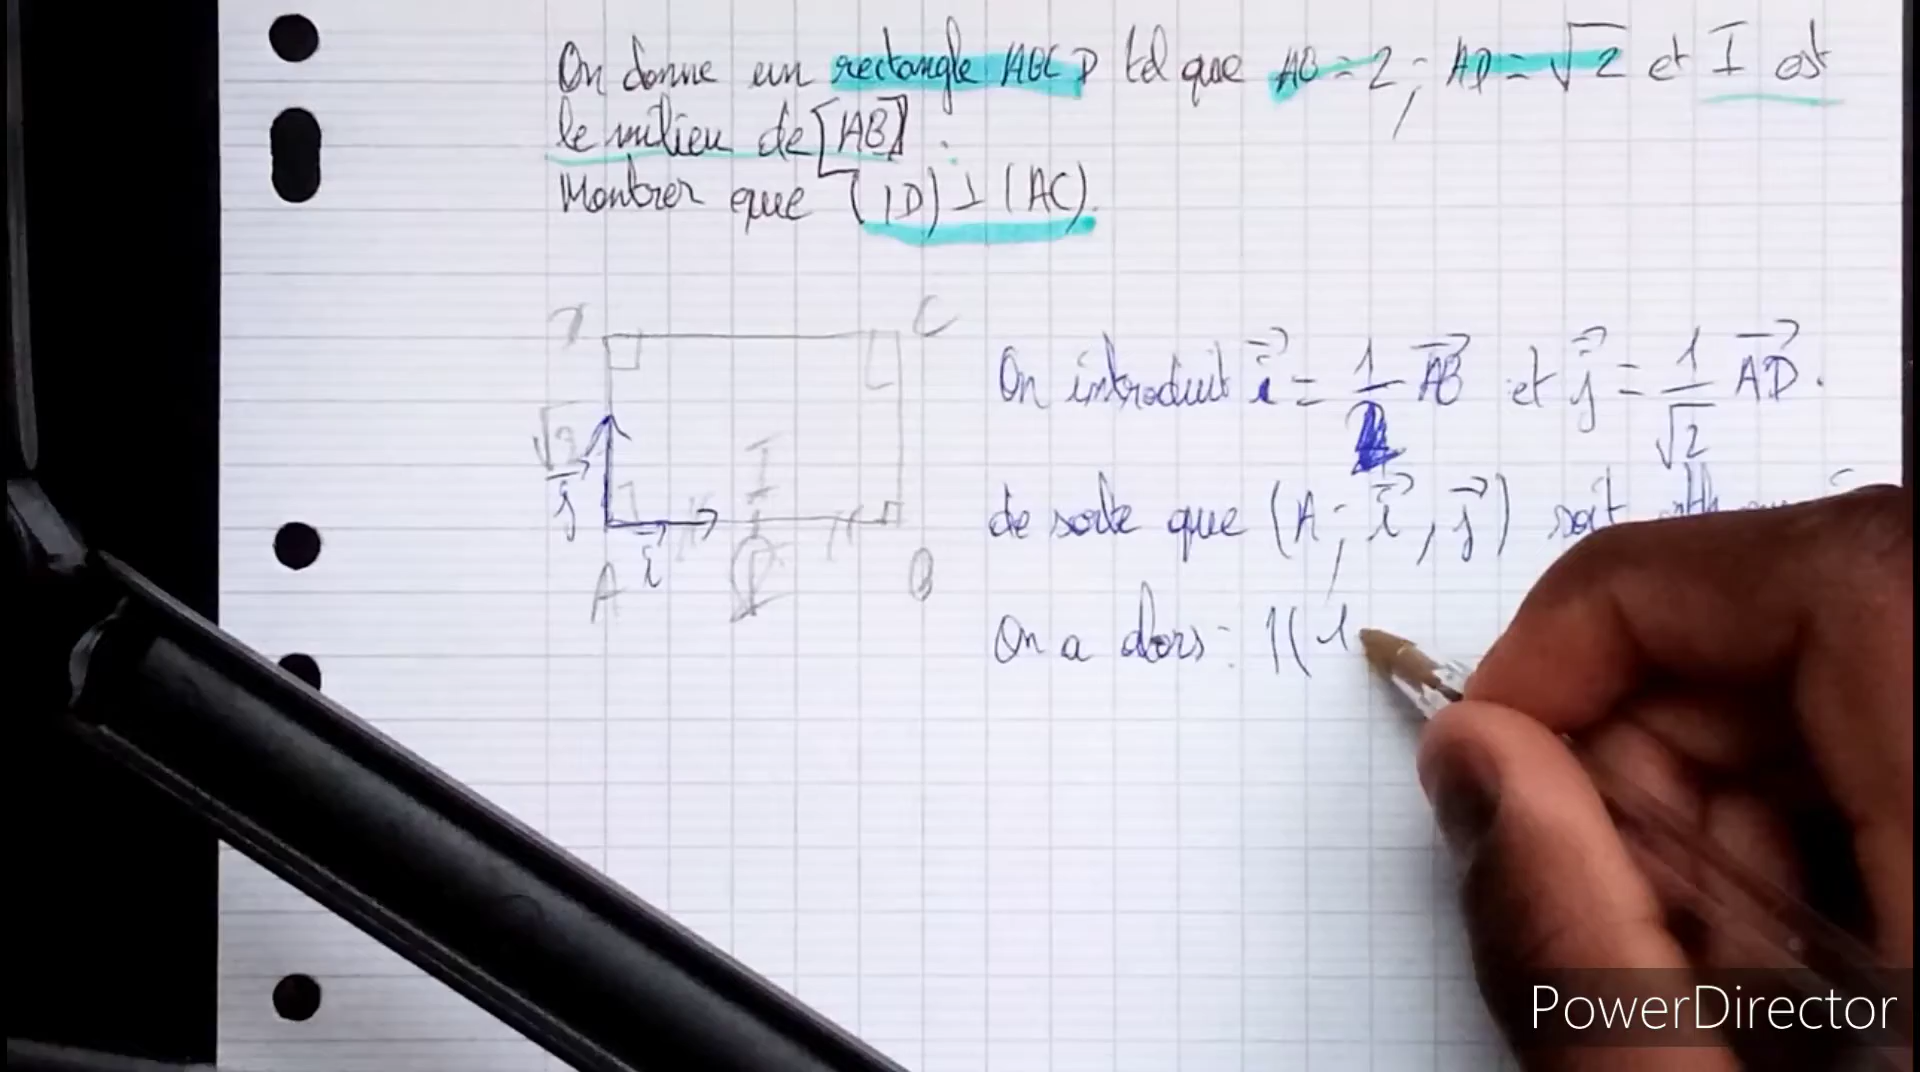 On donne un rectangle ABCD tel que AB = 2 ; AD = √2 et I est
le milieu de [AB].
Montrer que (ID) ⊥ (AC).
C
On introduit i⃗ = 1/2 AB⃗ et j⃗ = 1/√2 AD⃗.
√2
I
j⃗
de sorte que (A; i⃗, j⃗) soit
i⃗
A
B
On a alors : I(1
PowerDirector